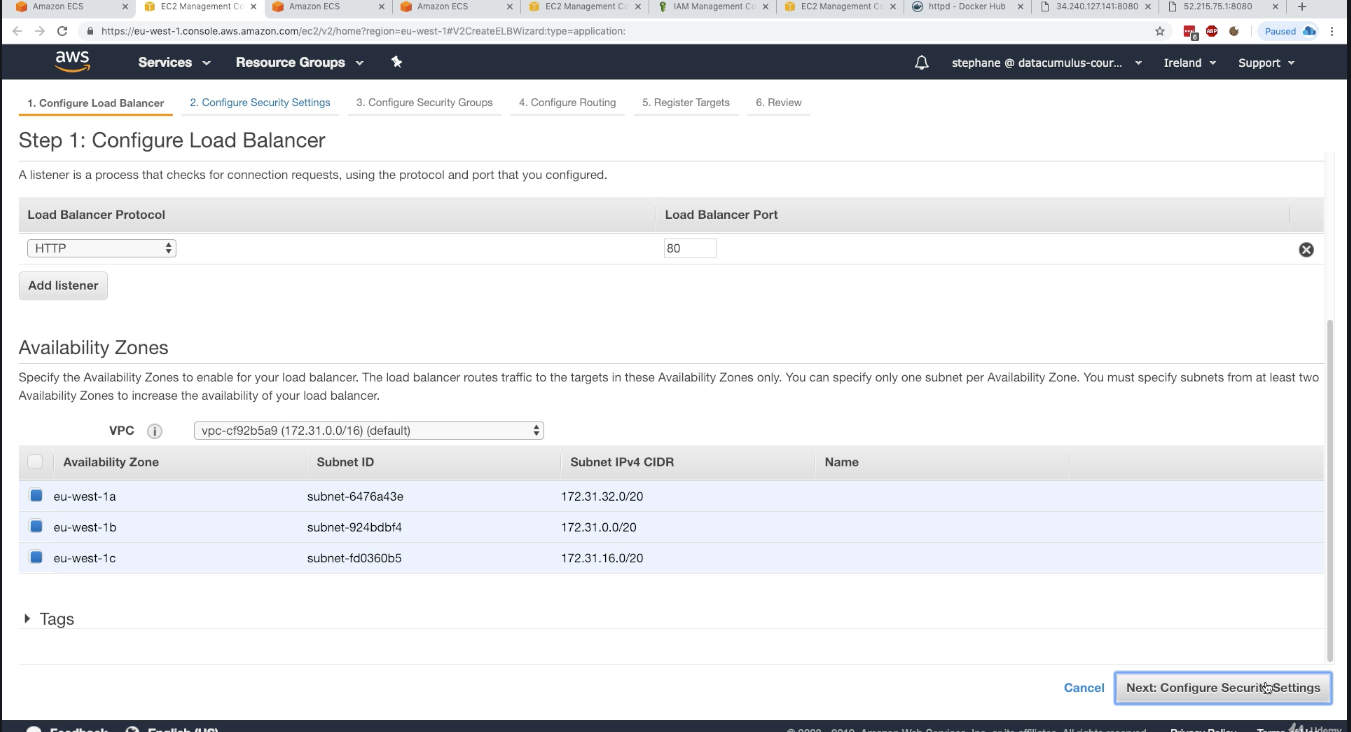 Amazon ECS
EC2 Management Co
Amazon ECS
Amazon ECS
EC2 Management Co
IAM Management Co
EC2 Management Co
httpd - Docker Hub
34.240.127.141:8080
52.215.75.1:8080
https://eu-west-1.console.aws.amazon.com/ec2/v2/home?region=eu-west-1#V2CreateELBWizard:type=application:
ABP
Paused
aws
Services
Resource Groups
stephane @ datacumulus-cour...
Ireland
Support
1. Configure Load Balancer
2. Configure Security Settings
3. Configure Security Groups
4. Configure Routing
5. Register Targets
6. Review
Step 1: Configure Load Balancer
A listener is a process that checks for connection requests, using the protocol and port that you configured.
Load Balancer Protocol
Load Balancer Port
HTTP
80
Add listener
Availability Zones
Specify the Availability Zones to enable for your load balancer. The load balancer routes traffic to the targets in these Availability Zones only. You can specify only one subnet per Availability Zone. You must specify subnets from at least two
Availability Zones to increase the availability of your load balancer.
VPC
i
vpc-cf92b5a9 (172.31.0.0/16) (default)
Availability Zone
Subnet ID
Subnet IPv4 CIDR
Name
eu-west-1a
subnet-6476a43e
172.31.32.0/20
eu-west-1b
subnet-924bdbf4
172.31.0.0/20
eu-west-1c
subnet-fd0360b5
172.31.16.0/20
Tags
Cancel
Next: Configure Security Settings
Feedback
English (US)
© 2008 - 2019, Amazon Web Services, Inc. or its affiliates. All rights reserved.
Privacy Policy
Udemy